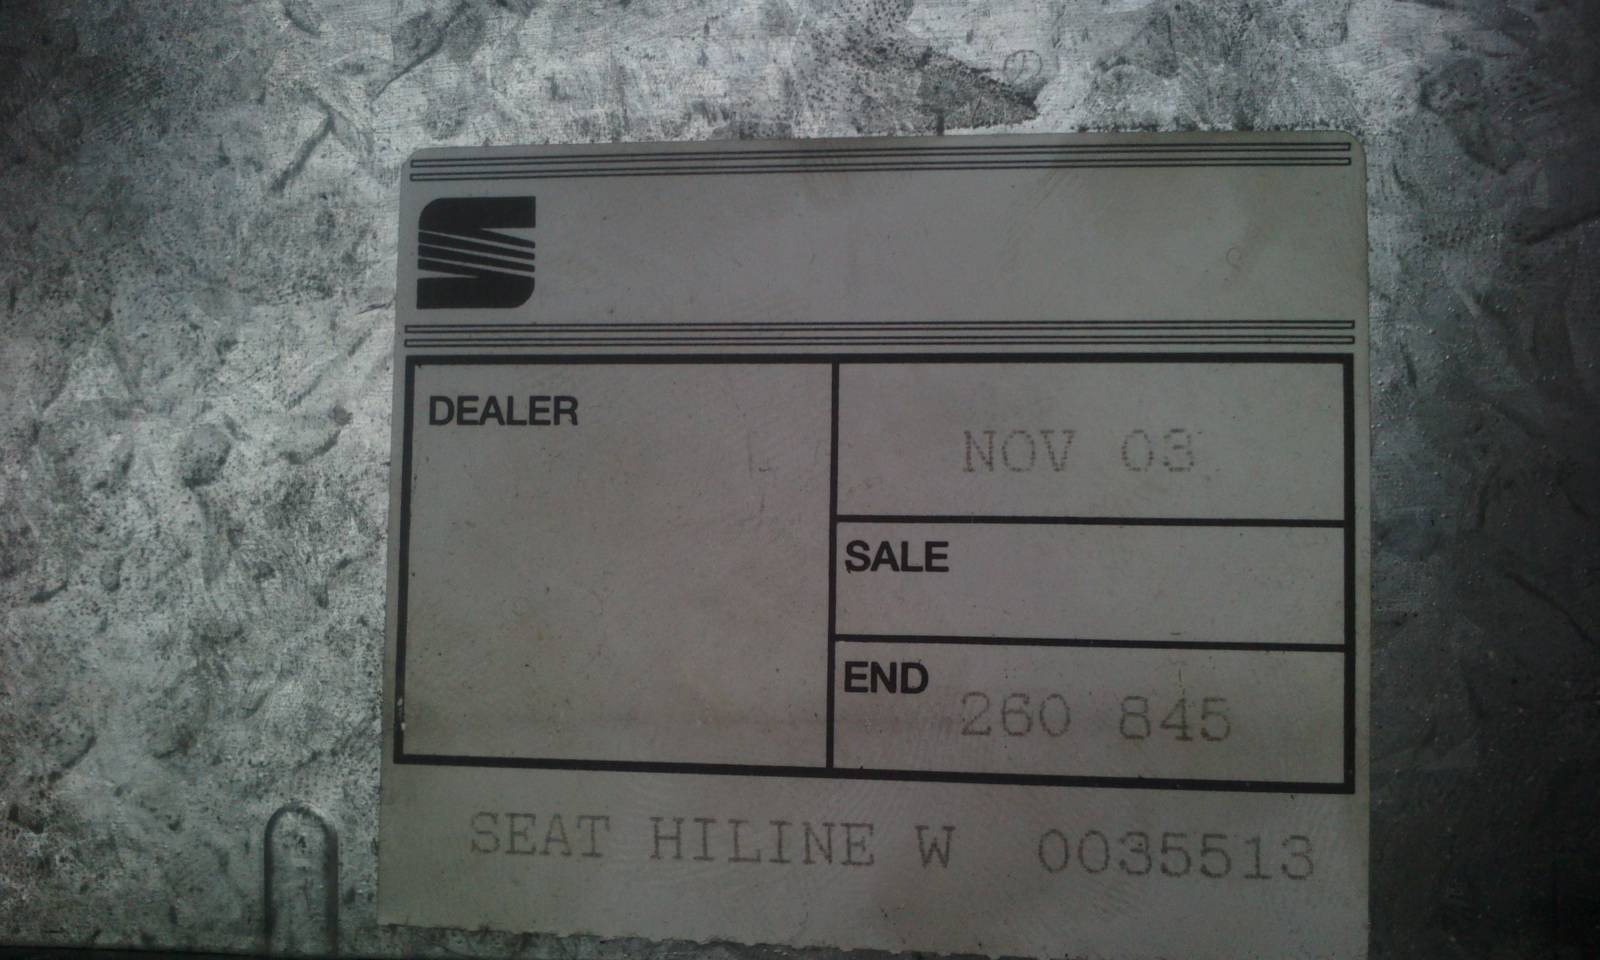 DEALER
NOV 03
SALE
END
260 845
SEAT HILINE W 0035513